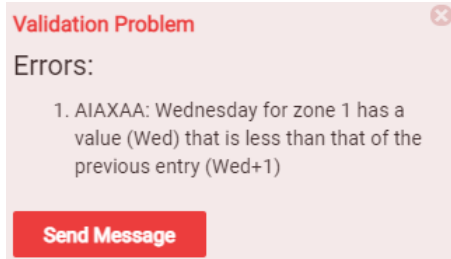 Validation Problem
Errors:
1. AIAXAA: Wednesday for zone 1 has a
value (Wed) that is less than that of the
previous entry (Wed+1)
Send Message